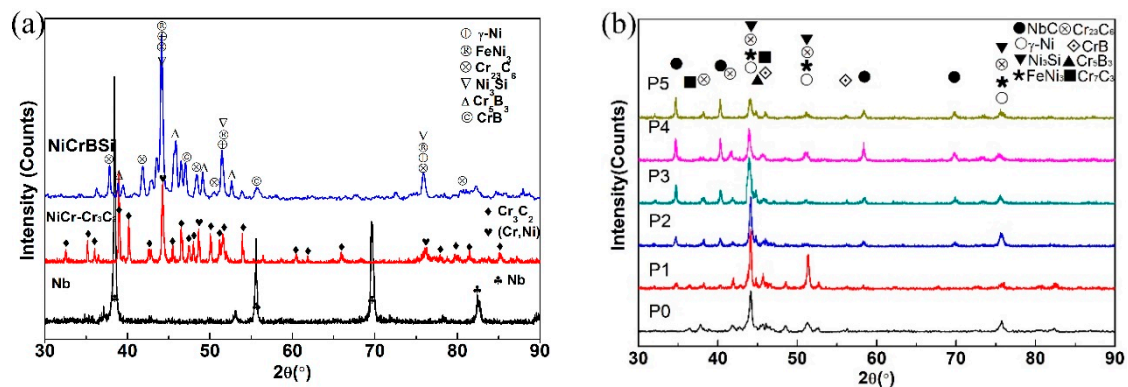 (a)
Intensity (Counts)
γ-Ni
FeNi3
Cr23C6
Ni3Si
Cr5B3
CrB
NiCrBSi
NiCr-Cr3C2
Cr3C2
(Cr,Ni)
Nb
Nb
30 40 50 60 70 80 90
2θ(°)
(b)
Intensity(Counts)
NbC Cr23C6
γ-Ni CrB
Ni3Si Cr5B3
FeNi3 Cr7C3
P5
P4
P3
P2
P1
P0
30 40 50 60 70 80 90
2θ(°)